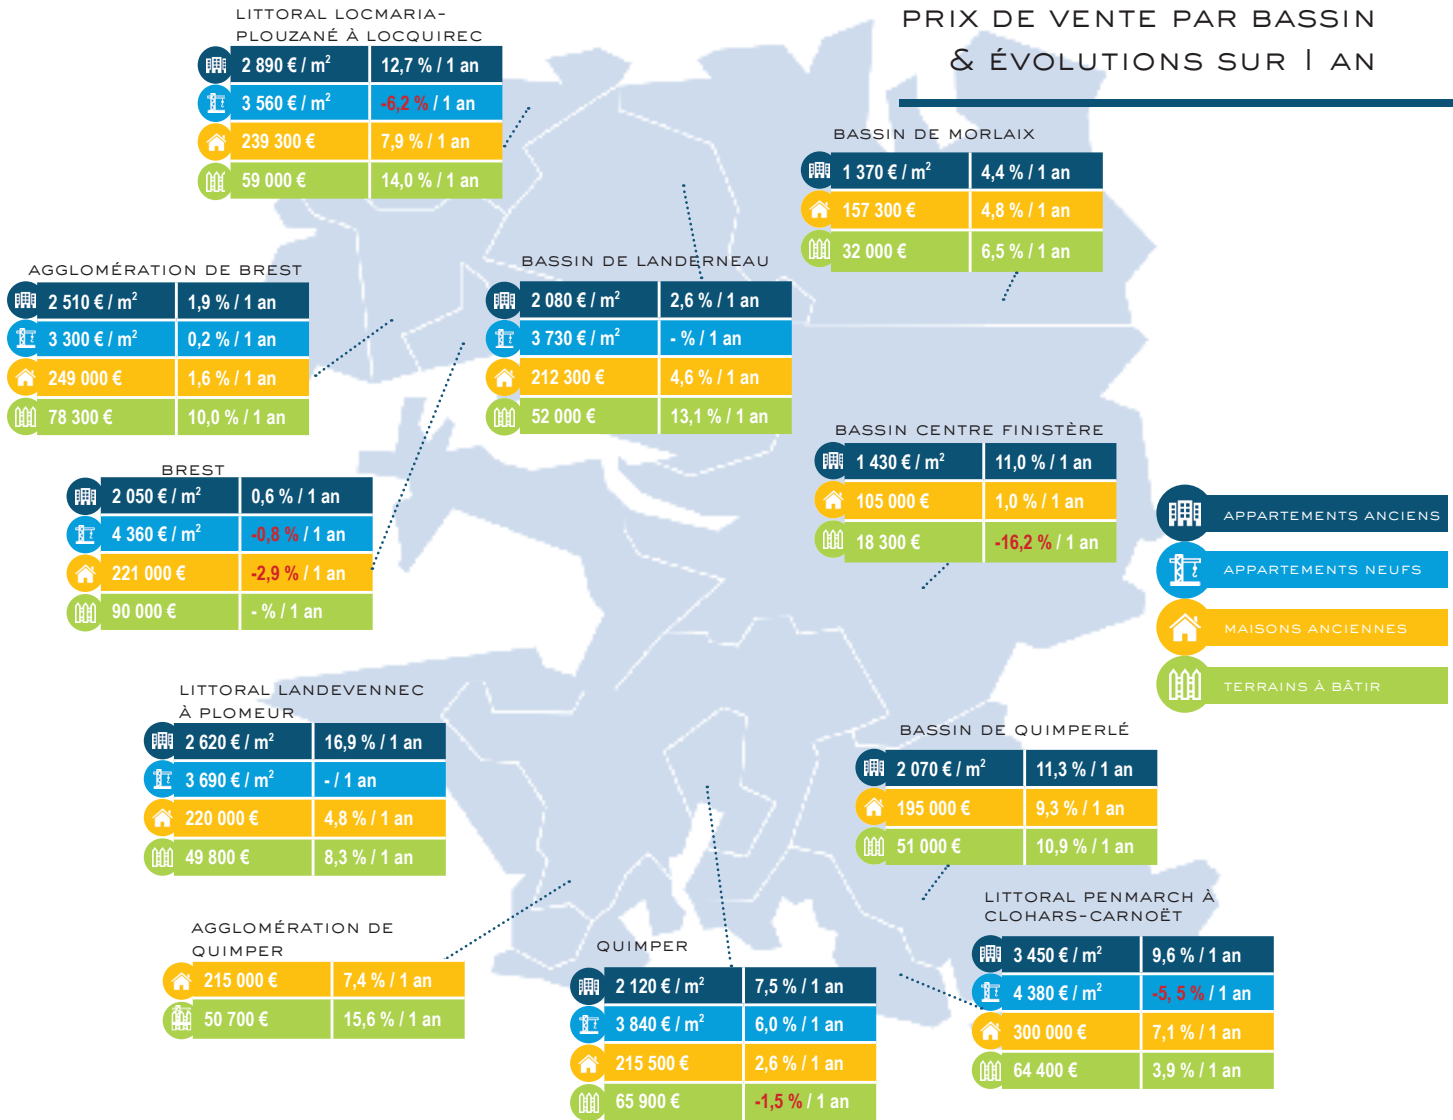 PRIX DE VENTE PAR BASSIN
& ÉVOLUTIONS SUR 1 AN
LITTORAL LOCMARIA-
PLOUZANÉ À LOCQUIREC
2 890 € / m² 12,7 % / 1 an
3 560 € / m² -6,2 % / 1 an
239 300 € 7,9 % / 1 an
59 000 € 14,0 % / 1 an
BASSIN DE MORLAIX
1 370 € / m² 4,4 % / 1 an
157 300 € 4,8 % / 1 an
32 000 € 6,5 % / 1 an
AGGLOMÉRATION DE BREST
2 510 € / m² 1,9 % / 1 an
3 300 € / m² 0,2 % / 1 an
249 000 € 1,6 % / 1 an
78 300 € 10,0 % / 1 an
BASSIN DE LANDERNEAU
2 080 € / m² 2,6 % / 1 an
3 730 € / m² - % / 1 an
212 300 € 4,6 % / 1 an
52 000 € 13,1 % / 1 an
BREST
2 050 € / m² 0,6 % / 1 an
4 360 € / m² -0,8 % / 1 an
221 000 € -2,9 % / 1 an
90 000 € - % / 1 an
BASSIN CENTRE FINISTÈRE
1 430 € / m² 11,0 % / 1 an
105 000 € 1,0 % / 1 an
18 300 € -16,2 % / 1 an
APPARTEMENTS ANCIENS
APPARTEMENTS NEUFS
MAISONS ANCIENNES
TERRAINS À BÂTIR
LITTORAL LANDEVENNEC
À PLOMEUR
2 620 € / m² 16,9 % / 1 an
3 690 € / m² - / 1 an
220 000 € 4,8 % / 1 an
49 800 € 8,3 % / 1 an
BASSIN DE QUIMPERLÉ
2 070 € / m² 11,3 % / 1 an
195 000 € 9,3 % / 1 an
51 000 € 10,9 % / 1 an
AGGLOMÉRATION DE
QUIMPER
215 000 € 7,4 % / 1 an
50 700 € 15,6 % / 1 an
QUIMPER
2 120 € / m² 7,5 % / 1 an
3 840 € / m² 6,0 % / 1 an
215 500 € 2,6 % / 1 an
65 900 € -1,5 % / 1 an
LITTORAL PENMARCH À
CLOHARS-CARNOËT
3 450 € / m² 9,6 % / 1 an
4 380 € / m² -5, 5 % / 1 an
300 000 € 7,1 % / 1 an
64 400 € 3,9 % / 1 an